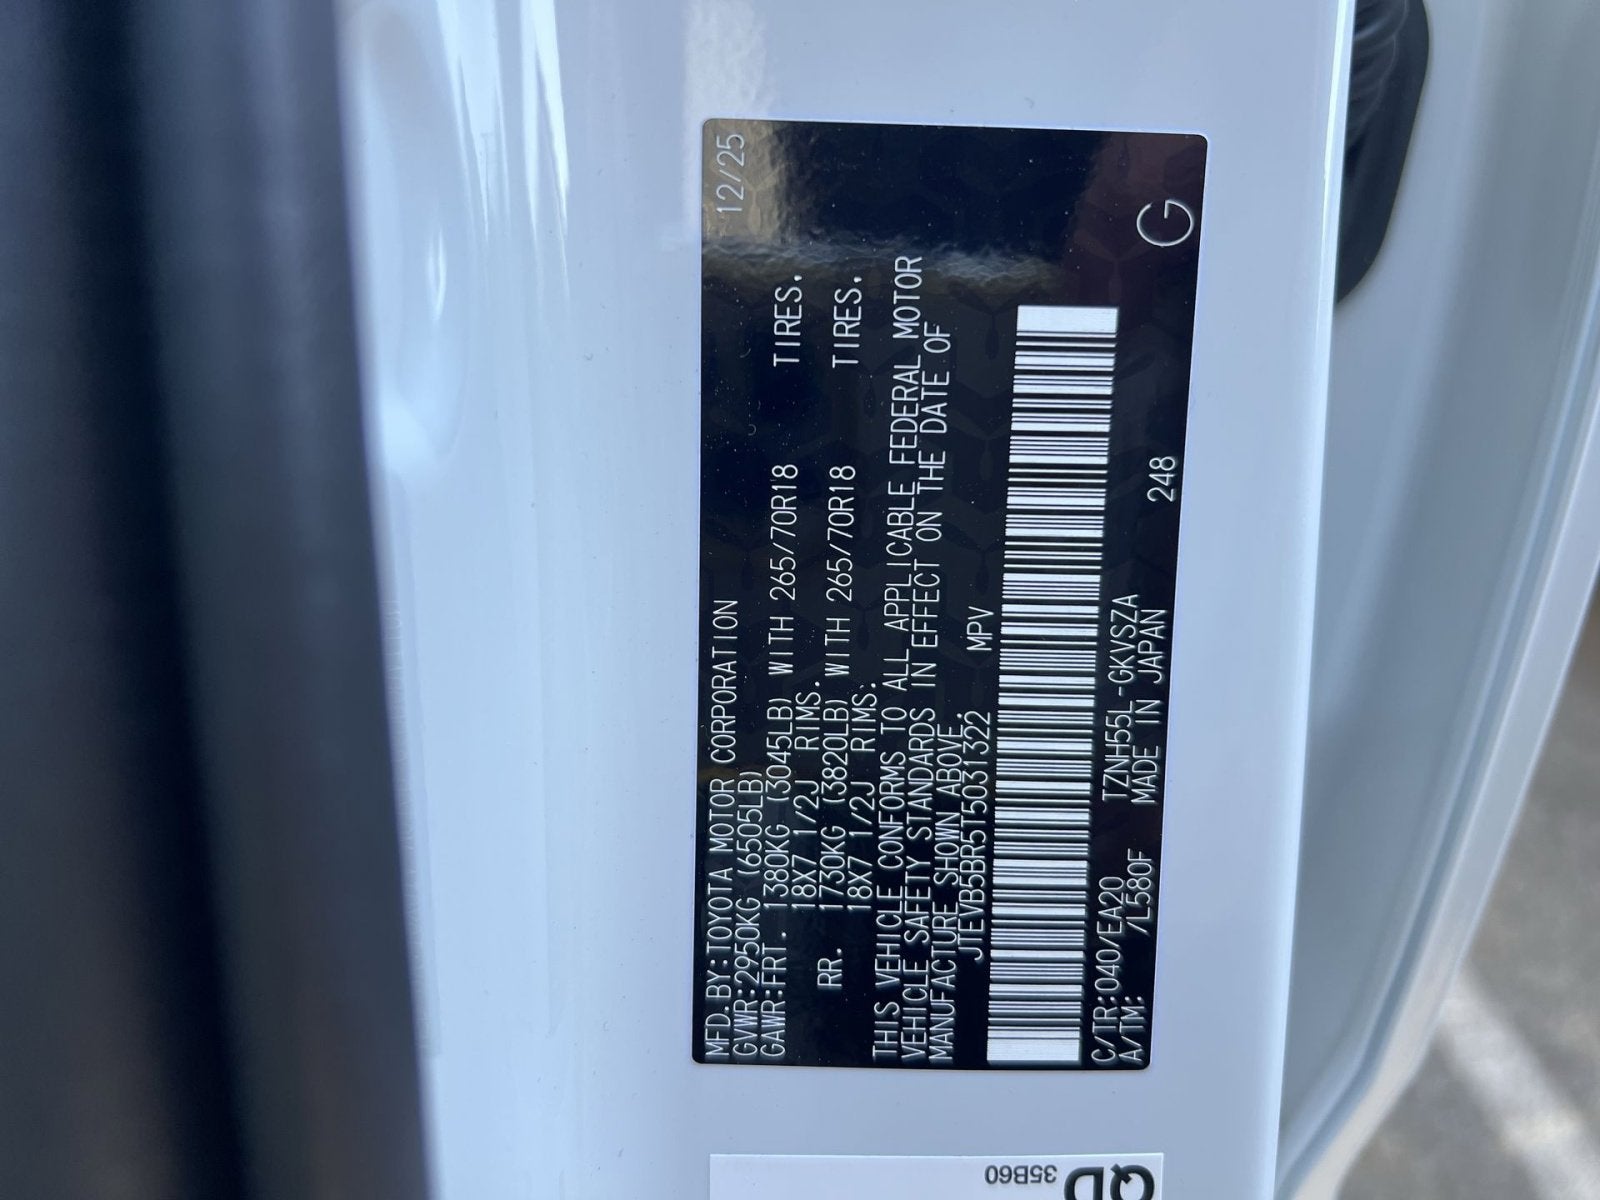 12/25
MFD.BY:TOYOTA MOTOR CORPORATION
GVWR:2950KG (6505LB)
GAWR:FRT. 1380KG (3045LB) WITH 265/70R18 TIRES.
18X7 1/2J RIMS.
RR. 1730KG (3820LB) WITH 265/70R18 TIRES.
18X7 1/2J RIMS.
THIS VEHICLE CONFORMS TO ALL APPLICABLE FEDERAL MOTOR
VEHICLE SAFETY STANDARDS IN EFFECT ON THE DATE OF
MANUFACTURE SHOWN ABOVE.
JTEVB5BR5T5031322 MPV
C/TR:040/EA20 TZNH55L-GKVSZA
A/TM: /L580F MADE IN JAPAN 248
G
35B60
QD